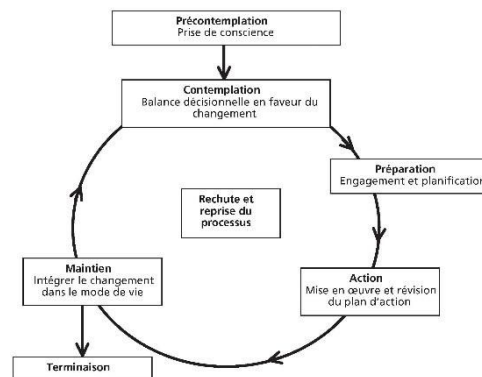 Précontemplation
Prise de conscience
Contemplation
Balance décisionnelle en faveur du
changement
Préparation
Engagement et planification
Rechute et
reprise du
processus
Maintien
Intégrer le changement
dans le mode de vie
Action
Mise en œuvre et révision
du plan d’action
Terminaison